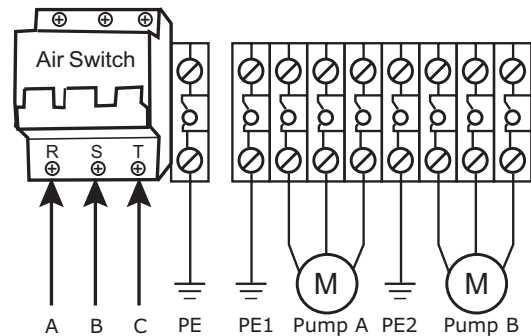 Air Switch
R S T
M M
A B C PE PE1 Pump A PE2 Pump B